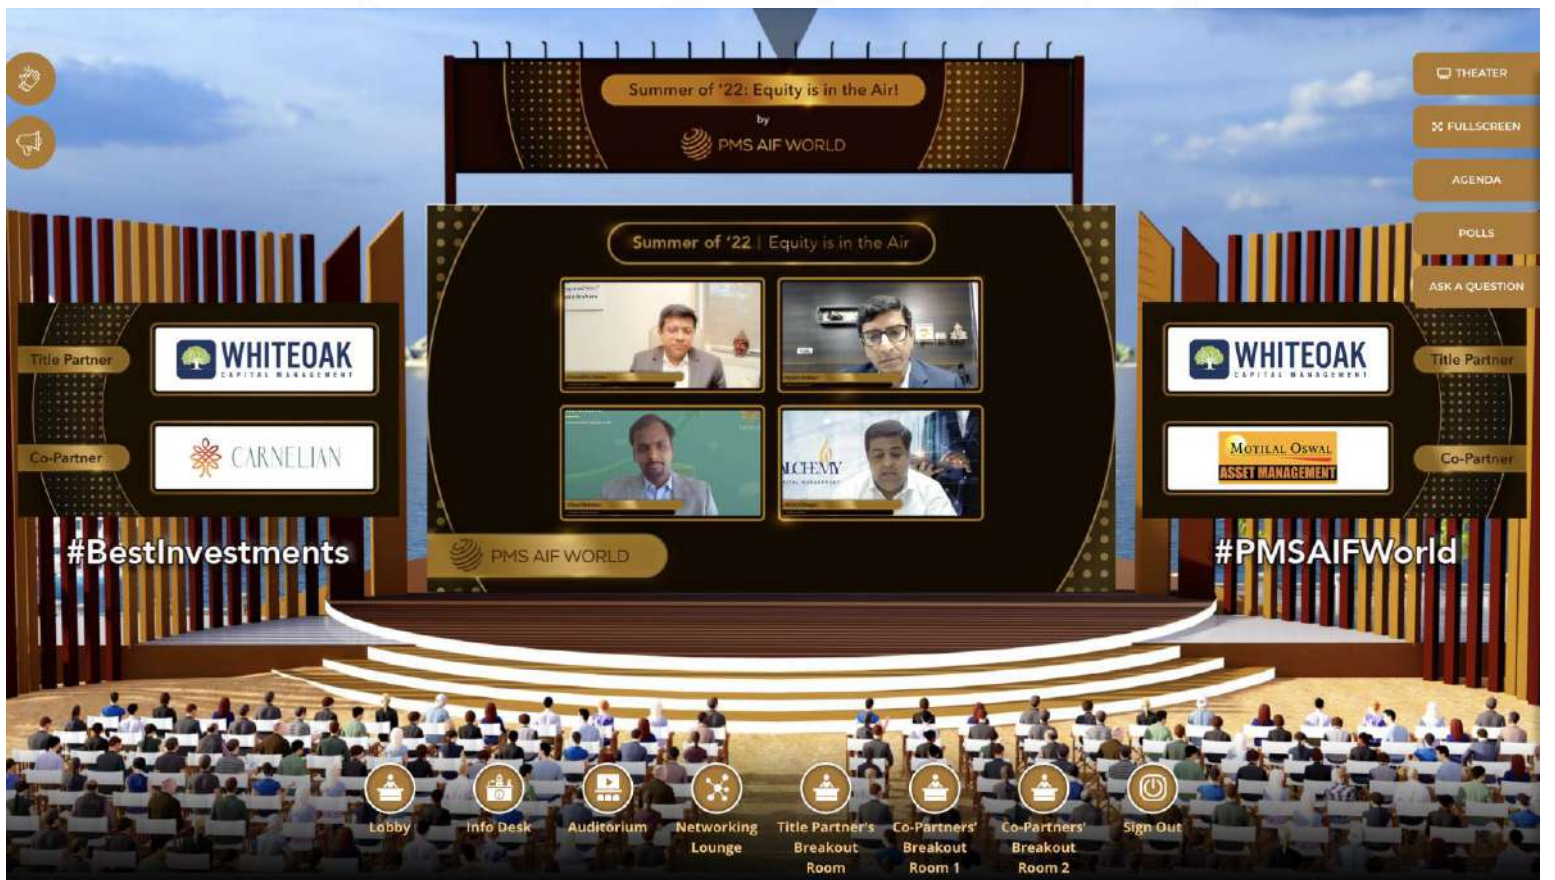 Summer of '22: Equity is in the Air!
by
PMS AIF WORLD
THEATER
FULLSCREEN
AGENDA
POLLS
ASK A QUESTION
Summer of '22 | Equity is in the Air
Title Partner
WHITEOAK
CAPITAL MANAGEMENT
Co-Partner
CARNELIAN
ALCHEMY
PMS AIF WORLD
WHITEOAK
CAPITAL MANAGEMENT
Title Partner
MOTILAL OSWAL
ASSET MANAGEMENT
Co-Partner
#BestInvestments
#PMSAIFWorld
Lobby
Info Desk
Auditorium
Networking
Lounge
Title Partner's
Breakout
Room
Co-Partners'
Breakout
Room 1
Co-Partners'
Breakout
Room 2
Sign Out